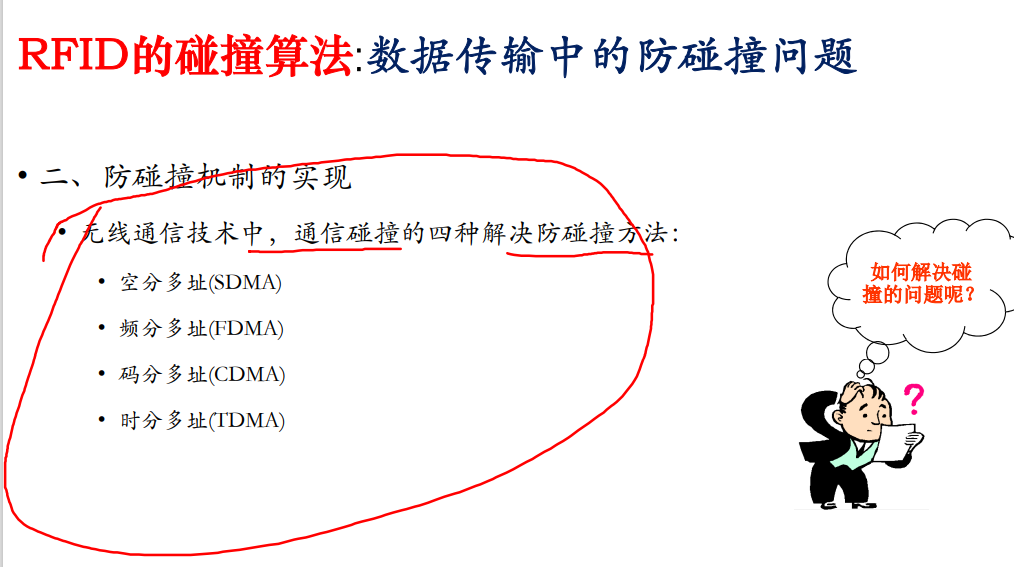 RFID的碰撞算法:数据传输中的防碰撞问题
• 二、防碰撞机制的实现
• 无线通信技术中，通信碰撞的四种解决防碰撞方法：
• 空分多址(SDMA)
• 频分多址(FDMA)
• 码分多址(CDMA)
• 时分多址(TDMA)
如何解决碰
撞的问题呢？
?